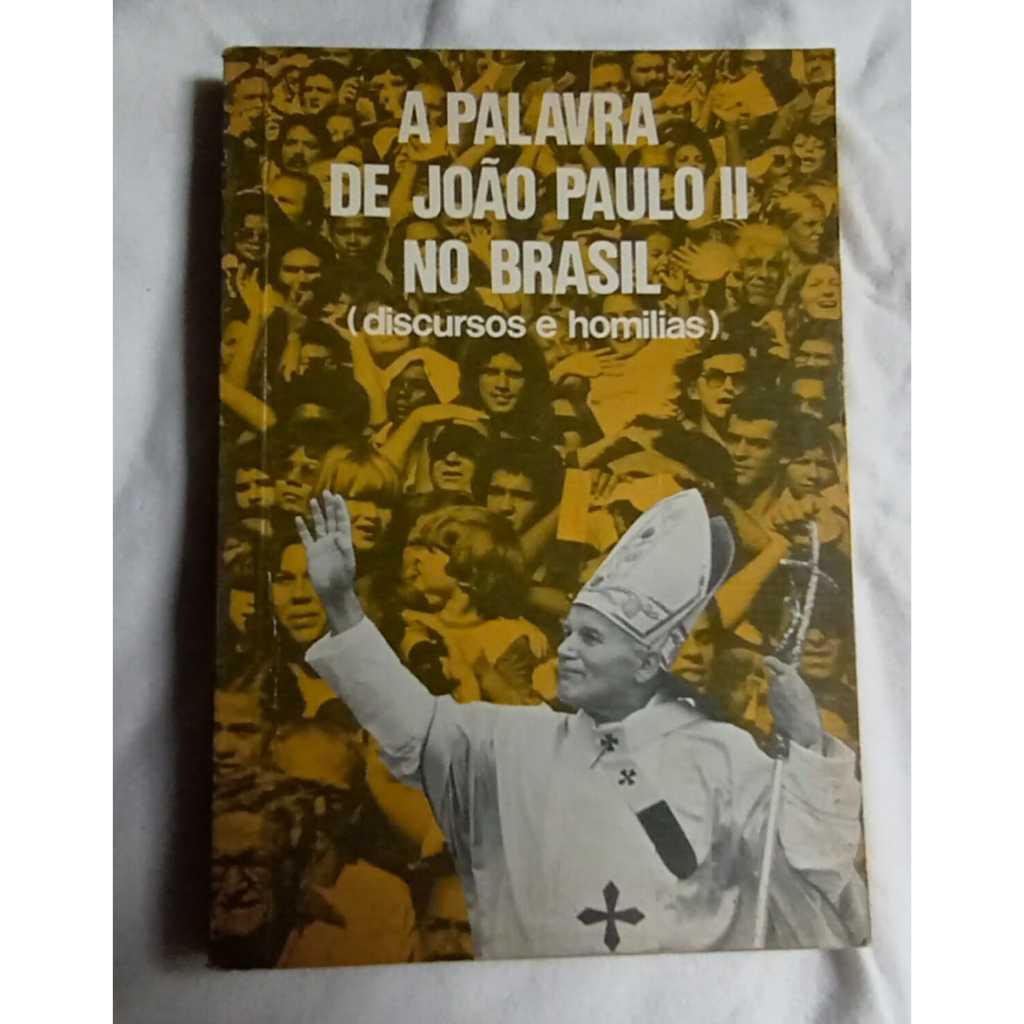 A PALAVRA
DE JOÃO PAULO II
NO BRASIL
(discursos e homilias)